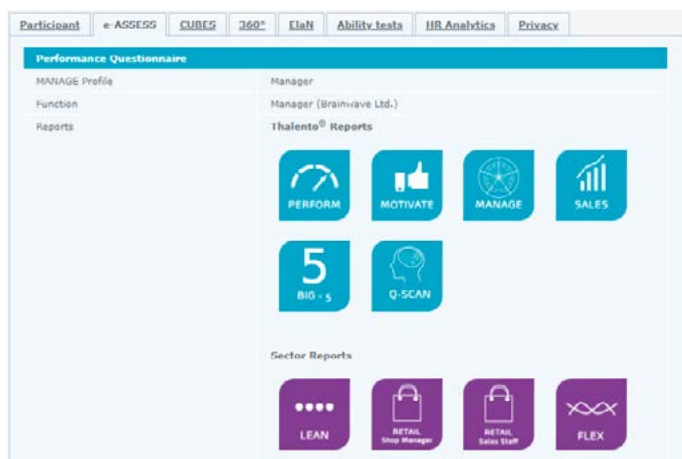 Participant e-ASSESS CUBES 360° ElaN Ability tests HR Analytics Privacy
Performance Questionnaire
MANAGE Profile Manager
Function Manager (Brainwave Ltd.)
Reports Thalento® Reports
PERFORM MOTIVATE MANAGE SALES
5
BIG - 5 Q-SCAN
Sector Reports
LEAN RETAIL Shop Manager RETAIL Sales Staff FLEX